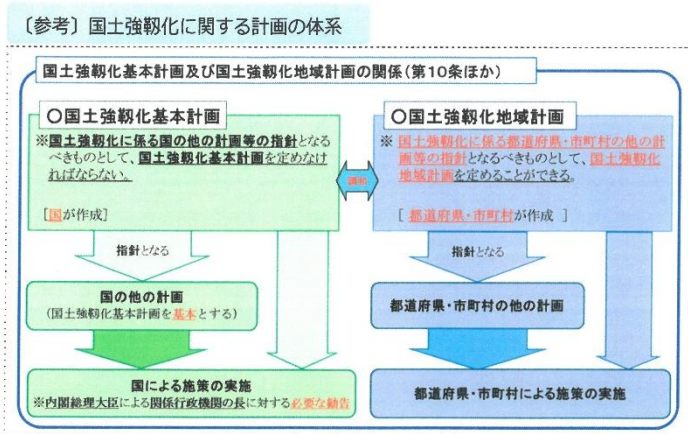 〔参考〕国土強靱化に関する計画の体系
国土強靱化基本計画及び国土強靱化地域計画の関係(第10条ほか)
〇国土強靱化基本計画
※国土強靱化に係る国の他の計画等の指針となる
べきものとして、国土強靱化基本計画を定めなけ
ればならない。
[国が作成]
調和
〇国土強靱化地域計画
※ 国土強靱化に係る都道府県・市町村の他の計
画等の指針となるべきものとして、国土強靱化
地域計画を定めることができる。
[ 都道府県・市町村が作成 ]
指針となる
指針となる
国の他の計画
(国土強靱化基本計画を基本とする)
都道府県・市町村の他の計画
国による施策の実施
※内閣総理大臣による関係行政機関の長に対する必要な勧告
都道府県・市町村による施策の実施